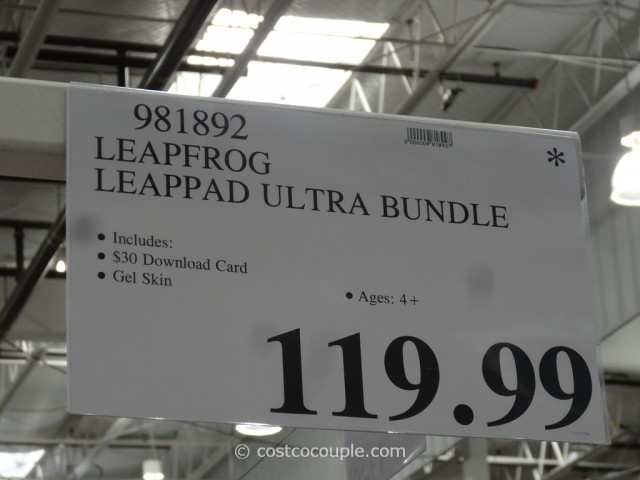 981892
LEAPFROG
LEAPPAD ULTRA BUNDLE
*
• Includes:
• $30 Download Card
• Gel Skin
• Ages: 4+
119.99
© costcocouple.com